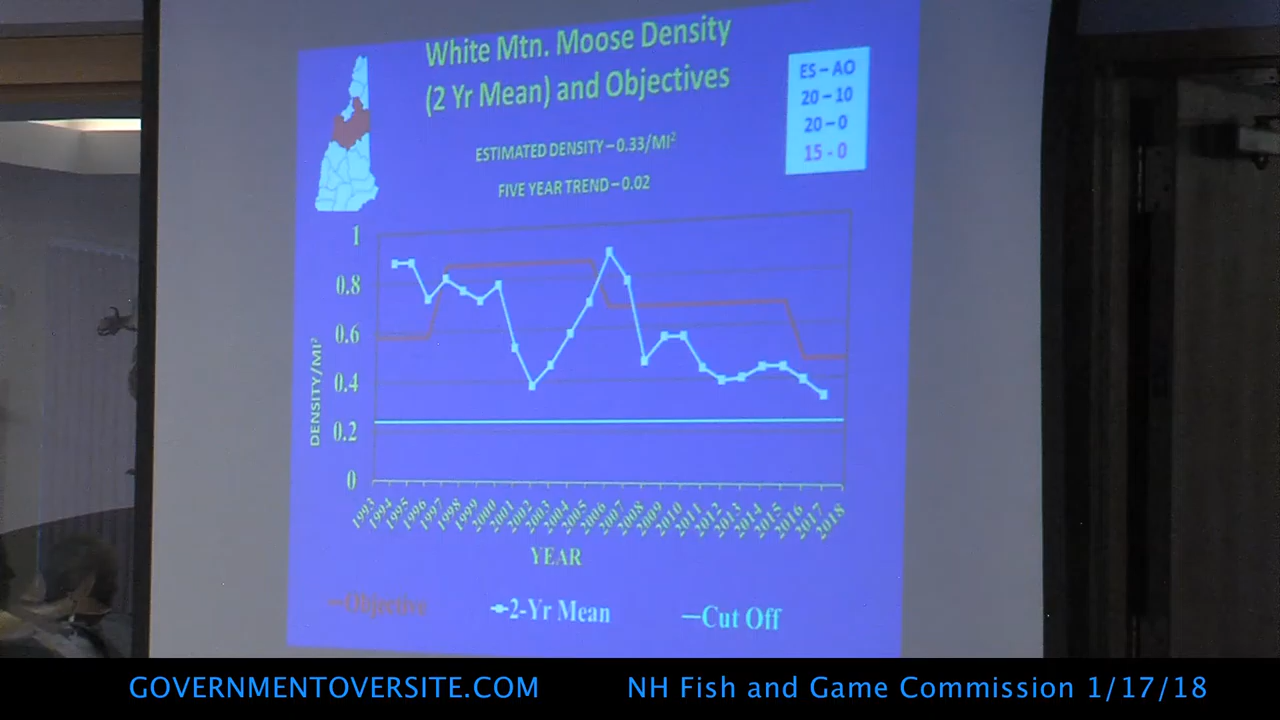 White Mtn. Moose Density
(2 Yr Mean) and Objectives
ES – AO
20 – 10
20 – 0
15 - 0
ESTIMATED DENSITY – 0.33/MI²
FIVE YEAR TREND – 0.02
1
0.8
0.6
0.4
0.2
0
DENSITY/MI²
1993 1994 1995 1996 1997 1998 1999 2000 2001 2002 2003 2004 2005 2006 2007 2008 2009 2010 2011 2012 2013 2014 2015 2016 2017 2018
YEAR
Objective 2-Yr Mean Cut Off
GOVERNMENTOVERSITE.COM NH Fish and Game Commission 1/17/18